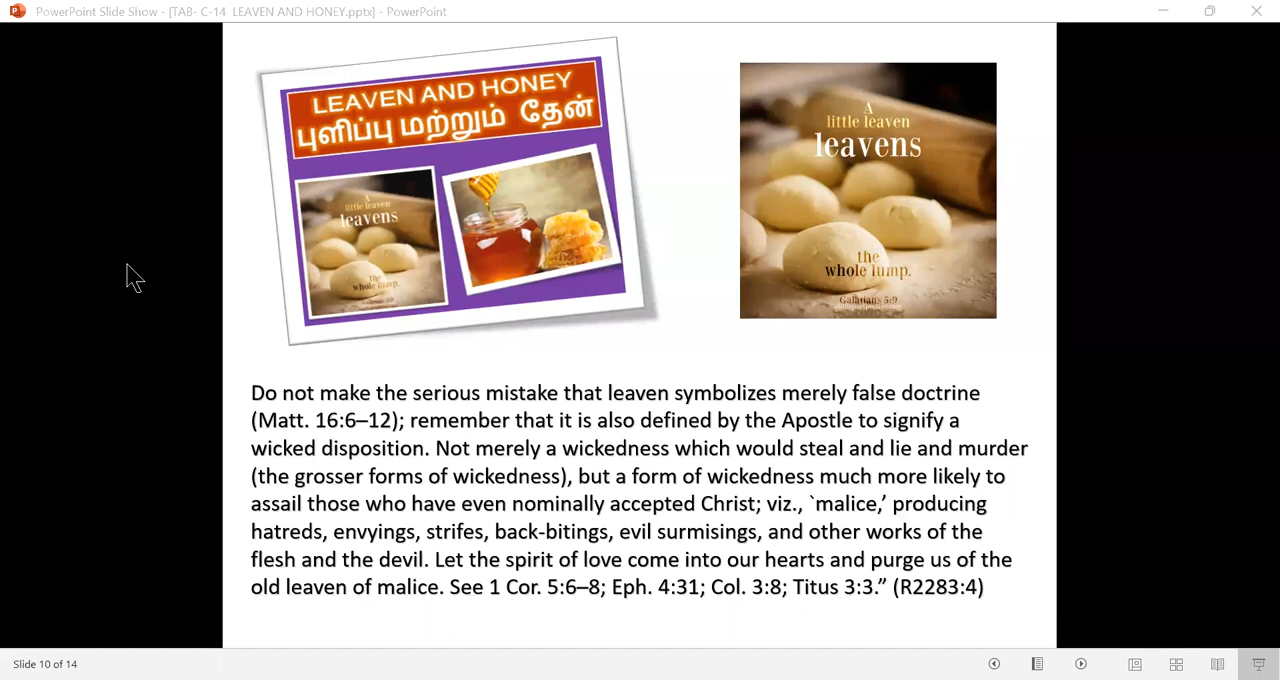 PowerPoint Slide Show - [TAB- C-14 LEAVEN AND HONEY.pptx] - PowerPoint
LEAVEN AND HONEY
புளிப்பு மற்றும் தேன்
A
little leaven
leavens
the
whole lump.
A
little leaven
leavens
the
whole lump.
Galatians 5:9
Do not make the serious mistake that leaven symbolizes merely false doctrine
(Matt. 16:6–12); remember that it is also defined by the Apostle to signify a
wicked disposition. Not merely a wickedness which would steal and lie and murder
(the grosser forms of wickedness), but a form of wickedness much more likely to
assail those who have even nominally accepted Christ; viz., `malice,’ producing
hatreds, envyings, strifes, back-bitings, evil surmisings, and other works of the
flesh and the devil. Let the spirit of love come into our hearts and purge us of the
old leaven of malice. See 1 Cor. 5:6–8; Eph. 4:31; Col. 3:8; Titus 3:3.” (R2283:4)
Slide 10 of 14